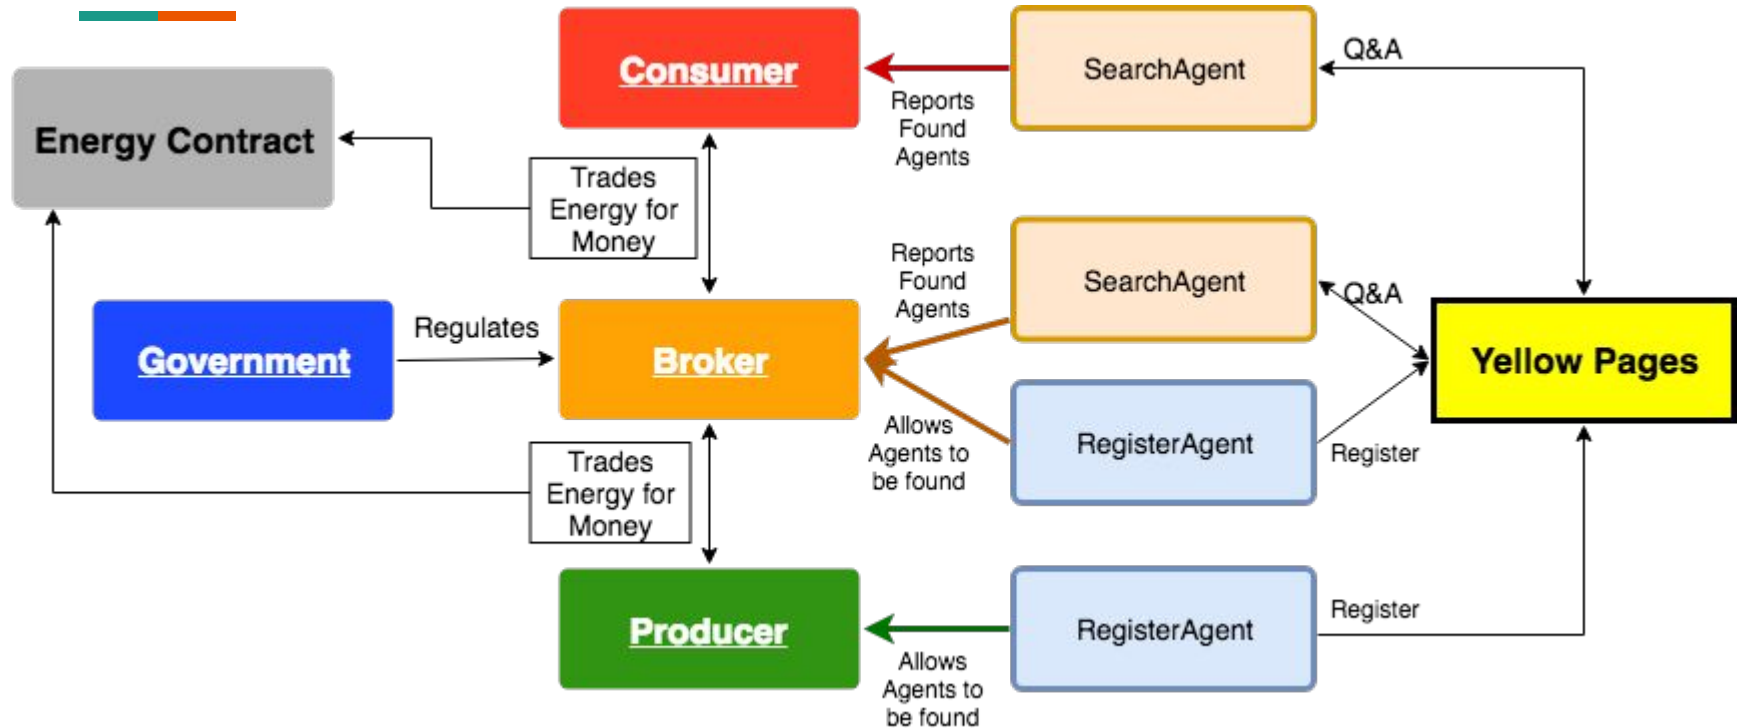 Consumer
SearchAgent
Q&A
Reports
Found
Agents
Energy Contract
Trades
Energy for
Money
Reports
Found
Agents
SearchAgent
Q&A
Government
Regulates
Broker
Yellow Pages
Allows
Agents to
be found
RegisterAgent
Register
Trades
Energy for
Money
Producer
RegisterAgent
Register
Allows
Agents to
be found